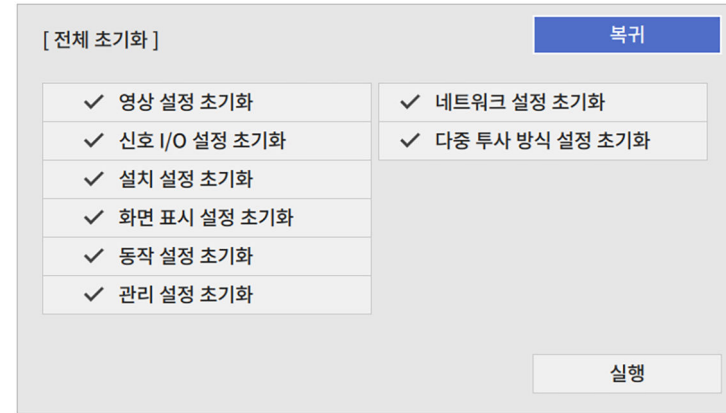 [ 전체 초기화 ]
복귀
영상 설정 초기화
신호 I/O 설정 초기화
설치 설정 초기화
화면 표시 설정 초기화
동작 설정 초기화
관리 설정 초기화
네트워크 설정 초기화
다중 투사 방식 설정 초기화
실행